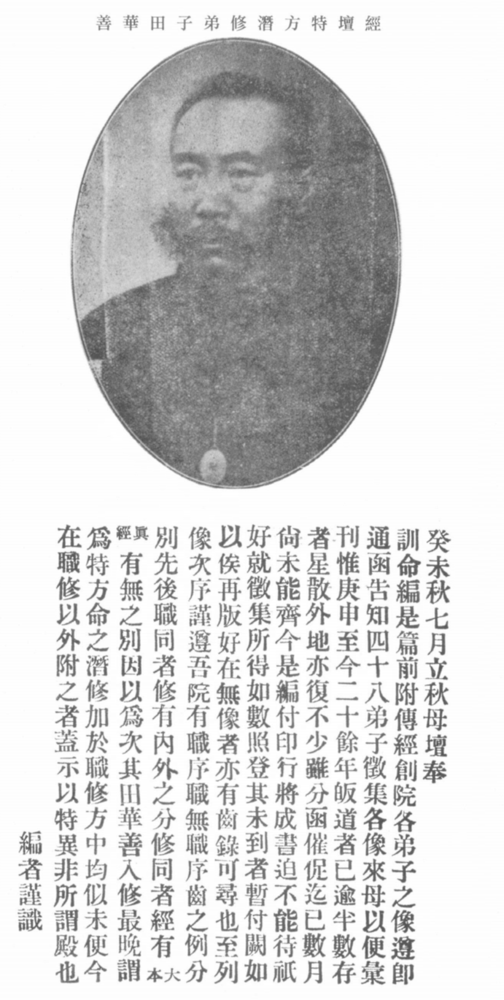 經壇特方潛修弟子田華善
癸未秋七月立秋母壇奉
訓命編是篇前附傳經創院各弟子之像遵卽
通函告知四十八弟子徵集各像來母以便彙
刊惟庚申至今二十餘年皈道者已逾半數存
者星散外地亦復不少雖分函催促迄已數月
尙未能齊今是編付印行將成書迫不能待祇
好就徵集所得如數照登其未到者暫付闕如
以俟再版好在無像者亦有齒錄可尋也至列
像次序謹遵吾院有職序職無職序齒之例分
別先後職同者修有內外之分修同者經有大本
眞經有無之別因以爲次其田華善入修最晚謂
爲特方命之潛修加於職修方中均似未便今
在職修以外附之者蓋示以特異非所謂殿也
編者謹識